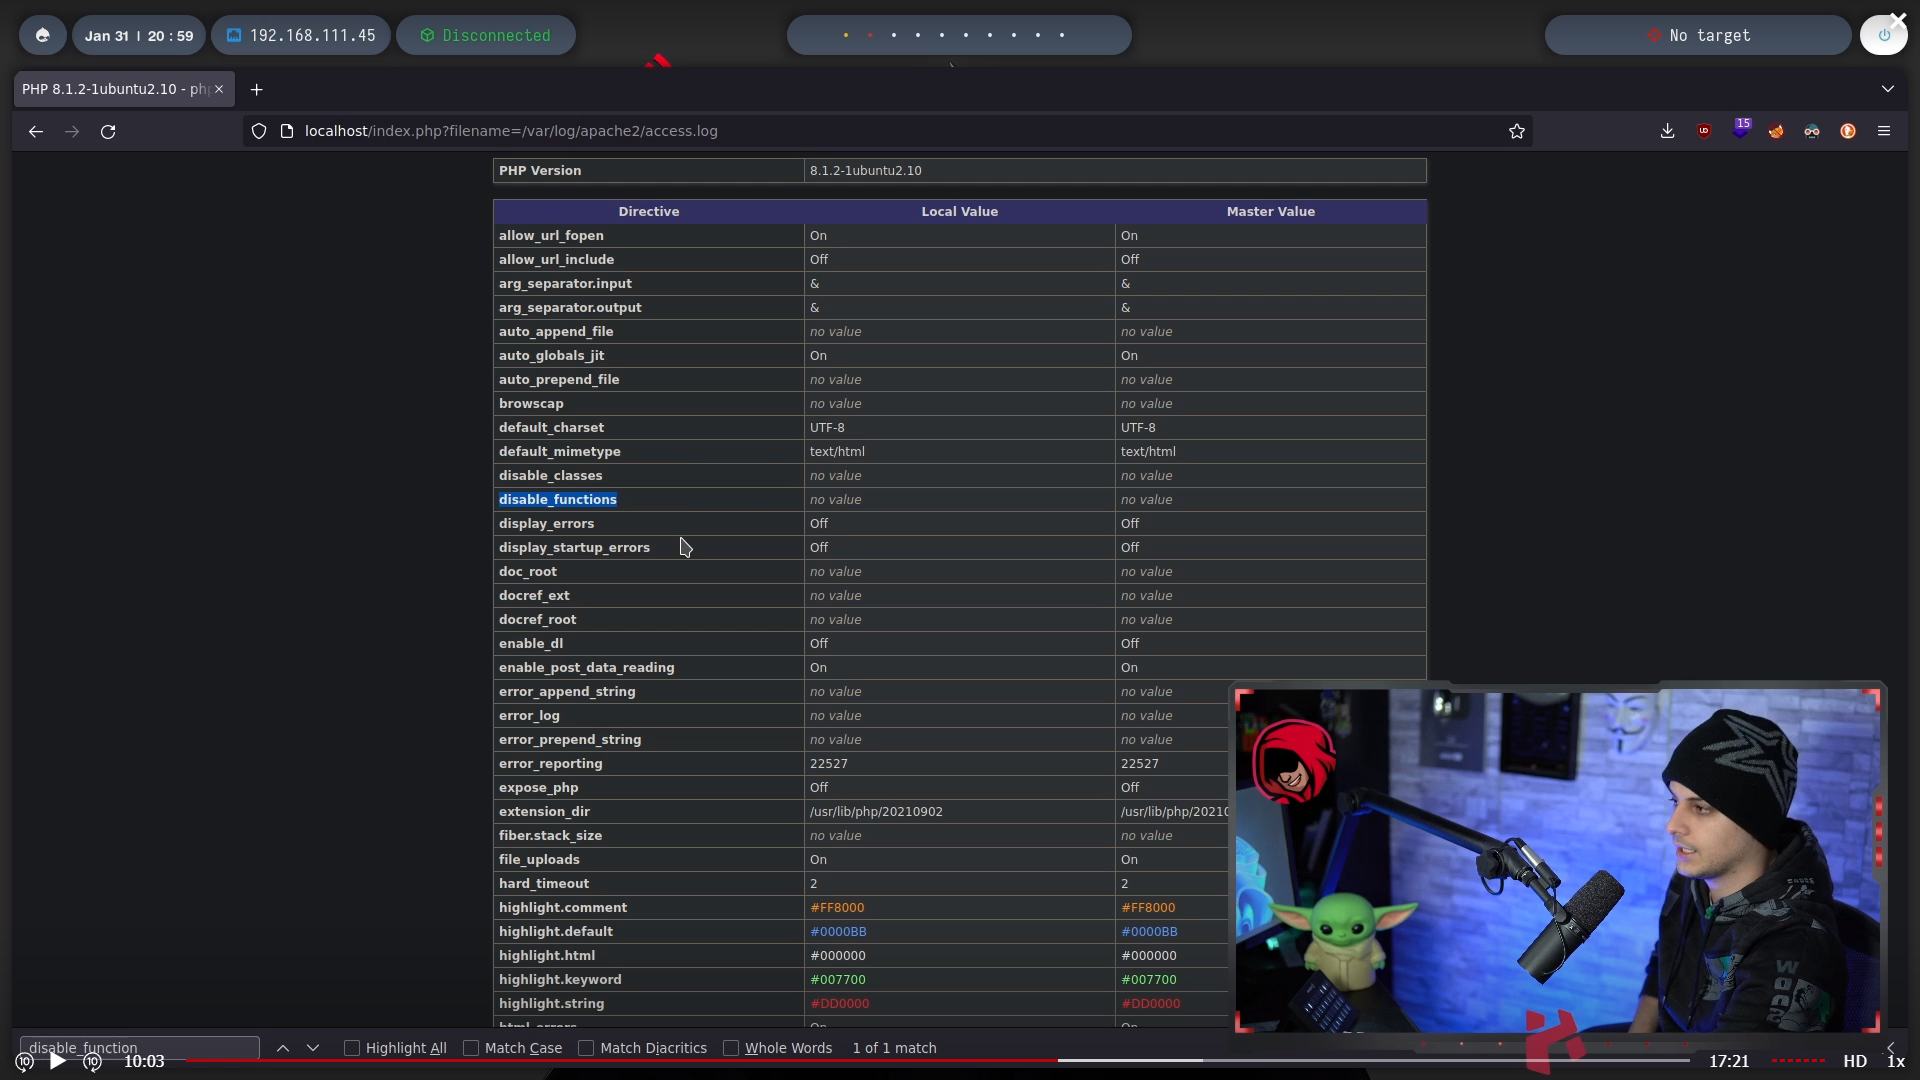 Jan 31 | 20 : 59
192.168.111.45
Disconnected
No target
PHP 8.1.2-1ubuntu2.10 - ph
localhost/index.php?filename=/var/log/apache2/access.log
15
PHP Version 8.1.2-1ubuntu2.10
Directive Local Value Master Value
allow_url_fopen On On
allow_url_include Off Off
arg_separator.input & &
arg_separator.output & &
auto_append_file no value no value
auto_globals_jit On On
auto_prepend_file no value no value
browscap no value no value
default_charset UTF-8 UTF-8
default_mimetype text/html text/html
disable_classes no value no value
disable_functions no value no value
display_errors Off Off
display_startup_errors Off Off
doc_root no value no value
docref_ext no value no value
docref_root no value no value
enable_dl Off Off
enable_post_data_reading On On
error_append_string no value no value
error_log no value no value
error_prepend_string no value no value
error_reporting 22527 22527
expose_php Off Off
extension_dir /usr/lib/php/20210902 /usr/lib/php/20210
fiber.stack_size no value no value
file_uploads On On
hard_timeout 2 2
highlight.comment #FF8000 #FF8000
highlight.default #0000BB #0000BB
highlight.html #000000 #000000
highlight.keyword #007700 #007700
highlight.string #DD0000 #DD0000
html_errors On On
disable_function
Highlight All Match Case Match Diacritics Whole Words 1 of 1 match
10 10 10:03 17:21 HD 1x